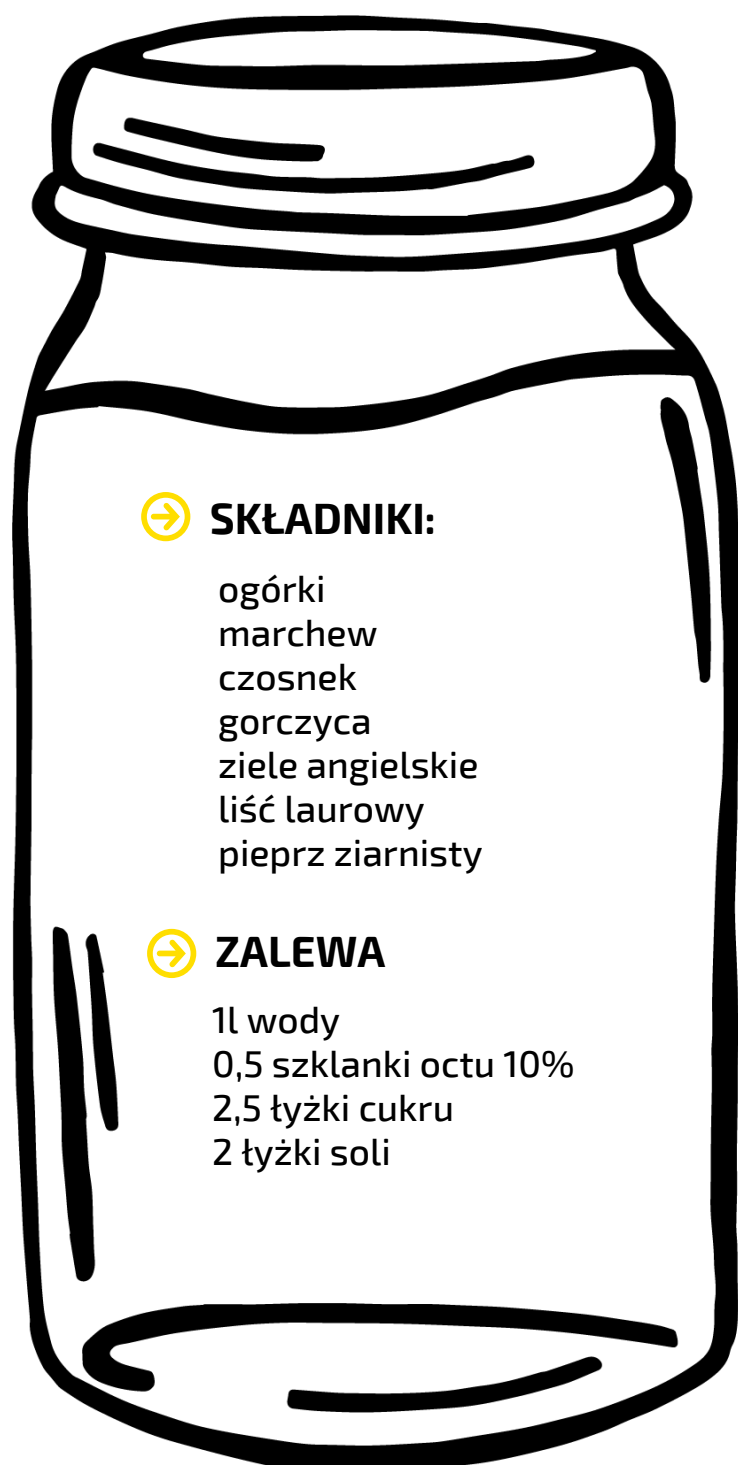 SKŁADNIKI:
ogórki
marchew
czosnek
gorczyca
ziele angielskie
liść laurowy
pieprz ziarnisty
ZALEWA
1l wody
0,5 szklanki octu 10%
2,5 łyżki cukru
2 łyżki soli